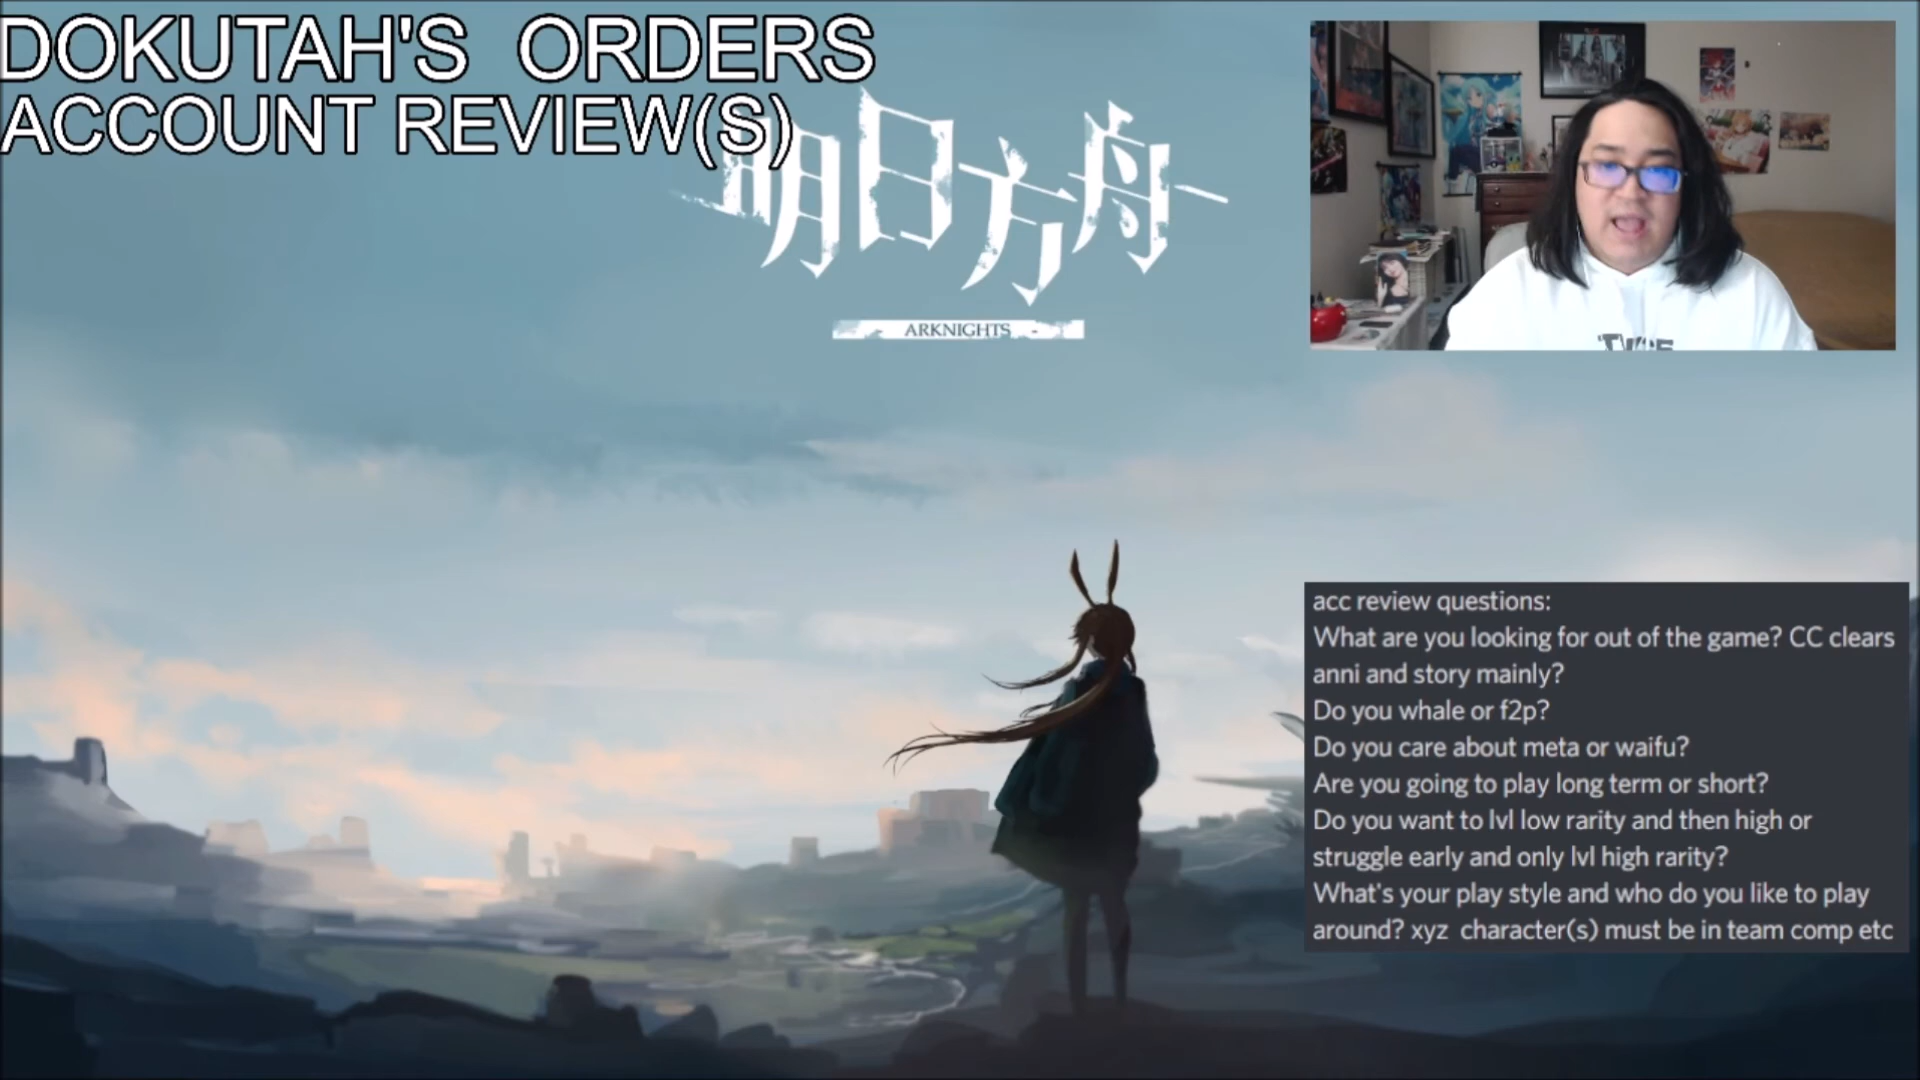 DOKUTAH'S ORDERS
ACCOUNT REVIEW(S)
明日方舟
ARKNIGHTS
acc review questions:
What are you looking for out of the game? CC clears
anni and story mainly?
Do you whale or f2p?
Do you care about meta or waifu?
Are you going to play long term or short?
Do you want to lvl low rarity and then high or
struggle early and only lvl high rarity?
What's your play style and who do you like to play
around? xyz character(s) must be in team comp etc